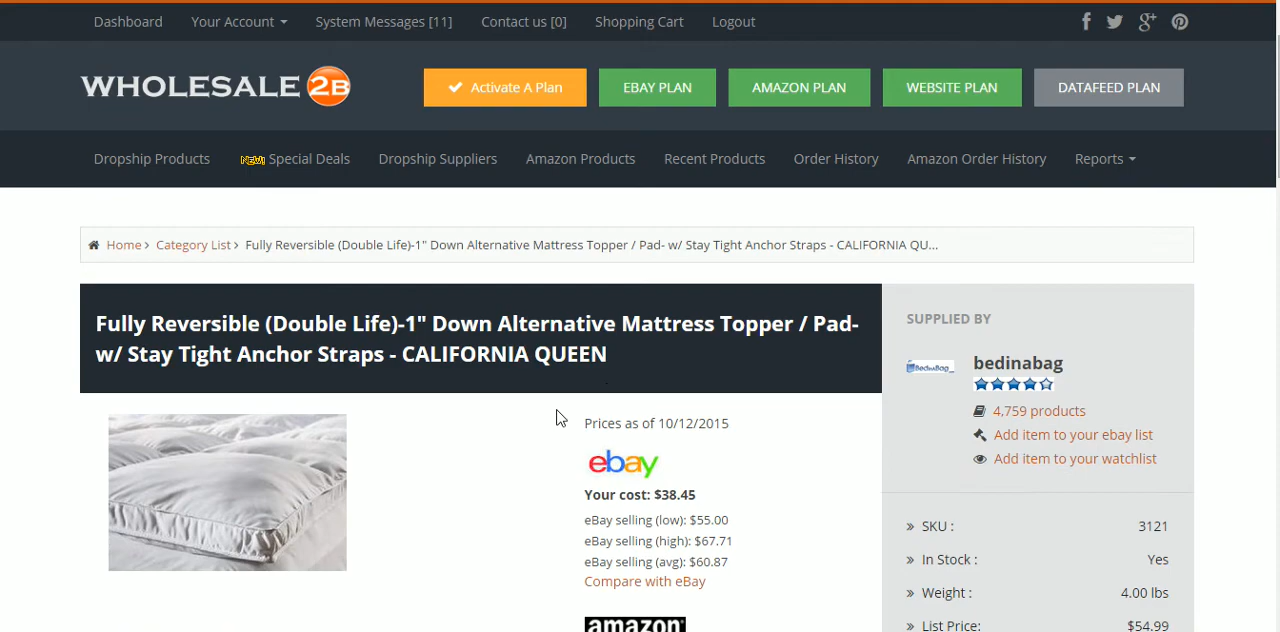 Dashboard Your Account System Messages [11] Contact us [0] Shopping Cart Logout
WHOLESALE 2B
Activate A Plan EBAY PLAN AMAZON PLAN WEBSITE PLAN DATAFEED PLAN
Dropship Products NEW! Special Deals Dropship Suppliers Amazon Products Recent Products Order History Amazon Order History Reports
Home › Category List › Fully Reversible (Double Life)-1" Down Alternative Mattress Topper / Pad- w/ Stay Tight Anchor Straps - CALIFORNIA QU...
Fully Reversible (Double Life)-1" Down Alternative Mattress Topper / Pad-
w/ Stay Tight Anchor Straps - CALIFORNIA QUEEN
Prices as of 10/12/2015
ebay
Your cost: $38.45
eBay selling (low): $55.00
eBay selling (high): $67.71
eBay selling (avg): $60.87
Compare with eBay
amazon
SUPPLIED BY
BedinBag
bedinabag
4,759 products
Add item to your ebay list
Add item to your watchlist
» SKU : 3121
» In Stock : Yes
» Weight : 4.00 lbs
» List Price: $54.99